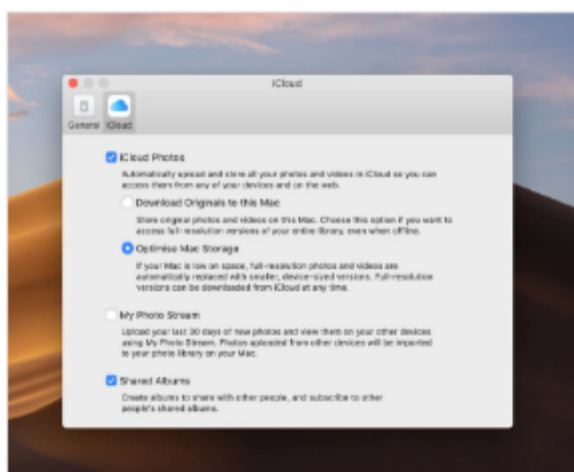 iCloud
General iCloud
iCloud Photos
Automatically upload and store all your photos and videos in iCloud so you can
access them from any of your devices and on the web.
Download Originals to this Mac
Store original photos and videos on this Mac. Choose this option if you want to
access full-resolution versions of your entire library, even when offline.
Optimise Mac Storage
If your Mac is low on space, full-resolution photos and videos are
automatically replaced with smaller, device-sized versions. Full-resolution
versions can be downloaded from iCloud at any time.
My Photo Stream
Upload your last 30 days of new photos and view them on your other devices
using My Photo Stream. Photos uploaded from other devices will be imported
to your photo library on your Mac.
Shared Albums
Create albums to share with other people, and subscribe to other
people's shared albums.